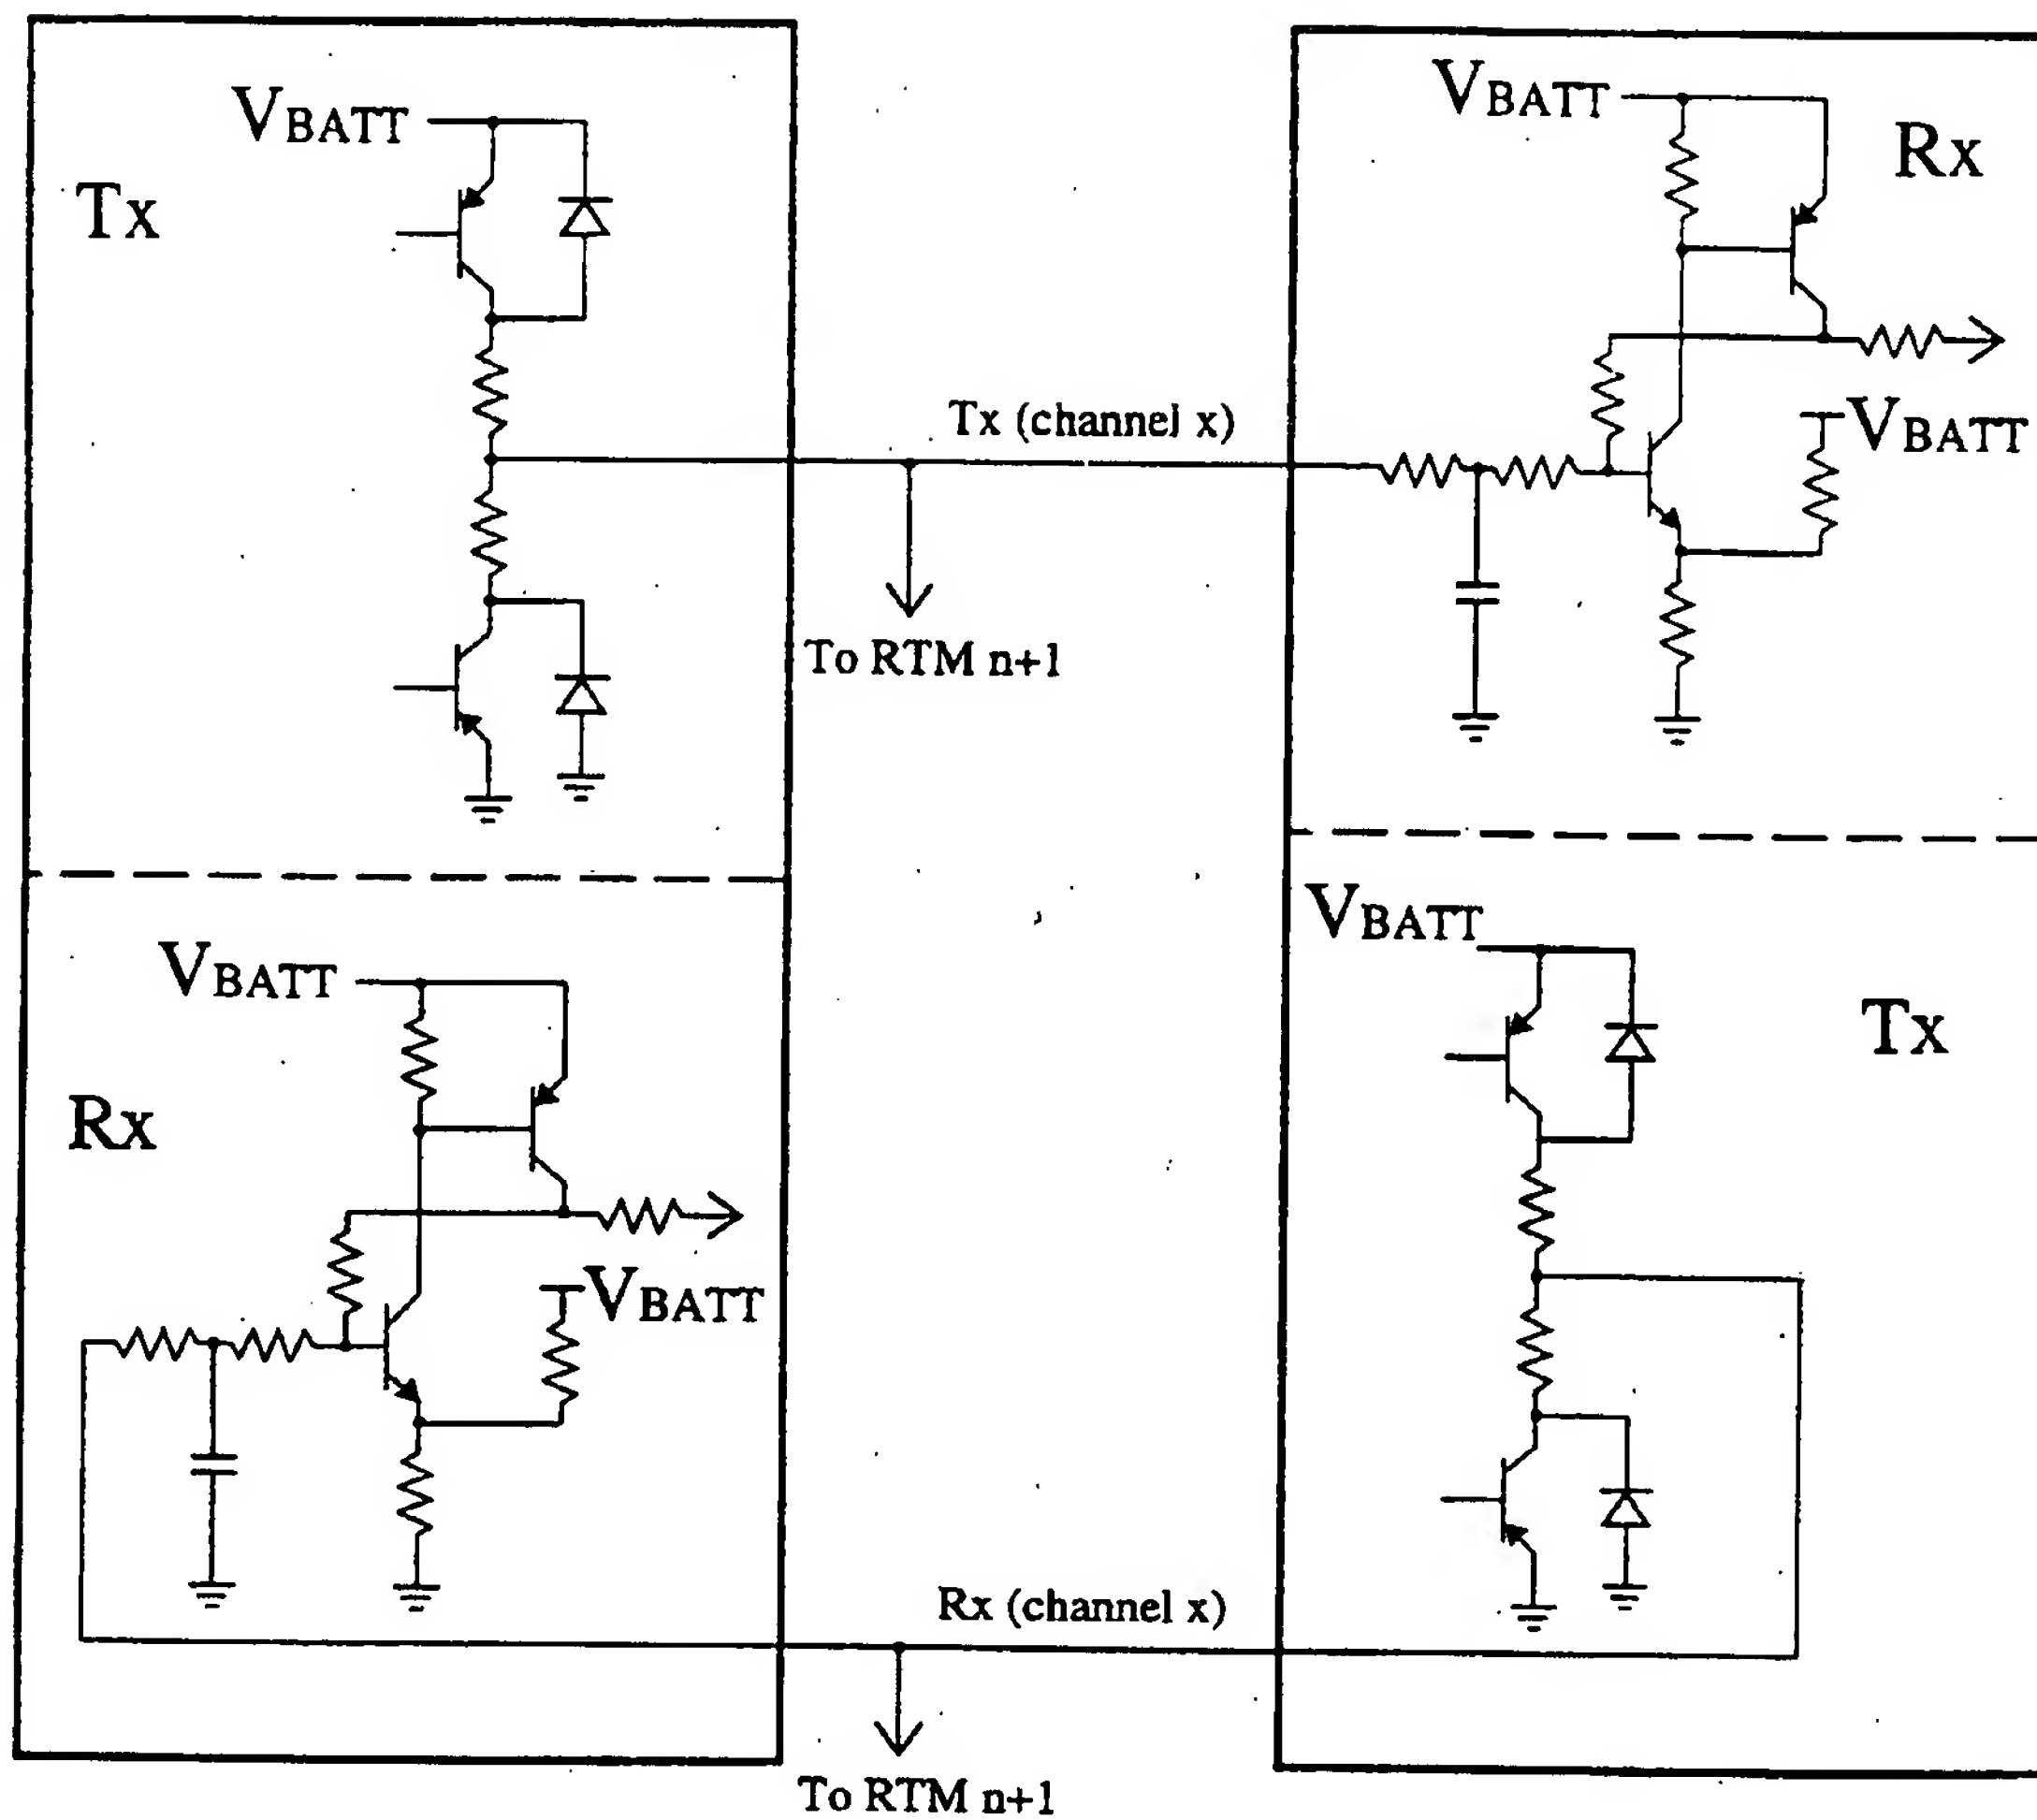 VBATT
Tx
VBATT
Rx
Tx (channel x)
VBATT
To RTM n+1
VBATT
VBATT
Tx
Rx
VBATT
Rx (channel x)
To RTM n+1